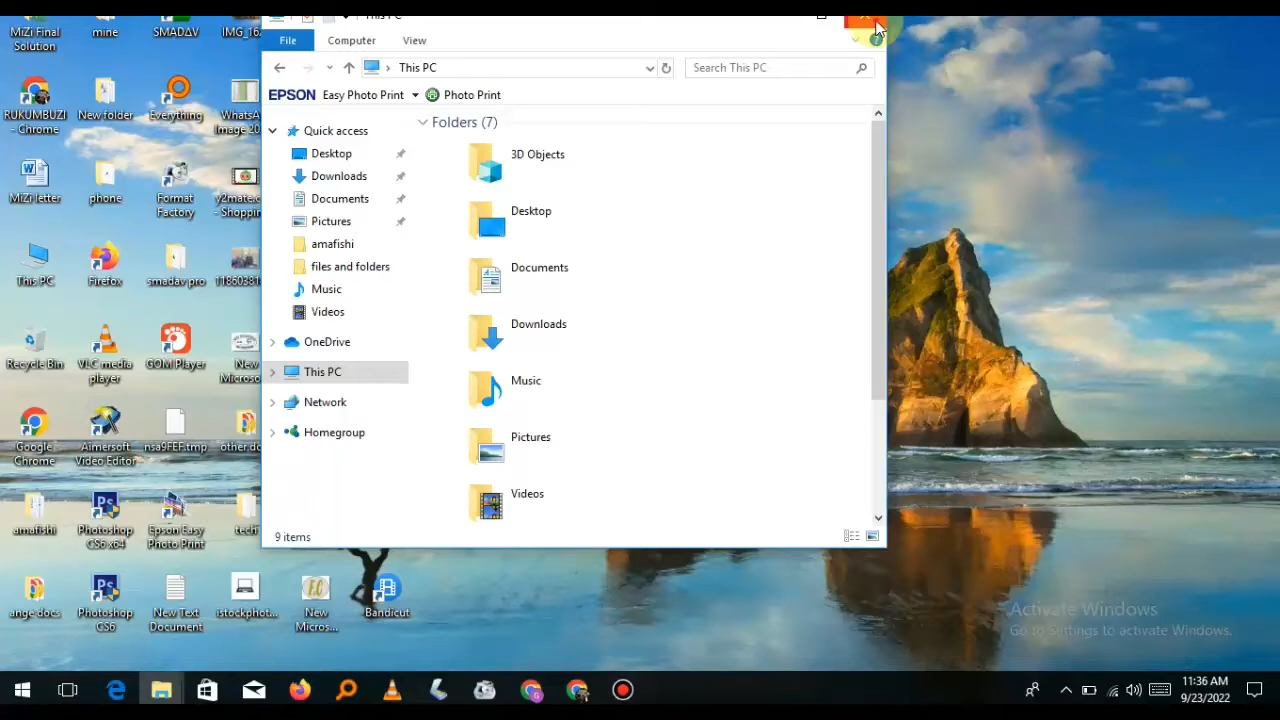 MiZi Final
Solution
mine
SMADΔV
IMG_16
This PC
File
Computer
View
This PC
Search This PC
EPSON
Easy Photo Print
Photo Print
RUKUMBUZI
- Chrome
New folder
Everything
WhatsA
Image 20
Quick access
Desktop
Downloads
Documents
Pictures
amafishi
files and folders
Music
Videos
OneDrive
This PC
Network
Homegroup
Folders (7)
3D Objects
Desktop
Documents
Downloads
Music
Pictures
Videos
9 items
MiZi letter
phone
Format
Factory
y2mate.c
- Shoppin
This PC
Firefox
smadav pro
Recycle Bin
VLC media
player
GOM Player
New
Microso
Google
Chrome
Aimersoft
Video Editor
nsa9FEF.tmp
other do
amafishi
Photoshop
CS6 x64
Epson Easy
Photo Print
tech
ange docs
Photoshop
CS6
New Text
Document
istockphot...
New
Micros...
Bandicut
Activate Windows
Go to Settings to activate Windows.
11:36 AM
9/23/2022